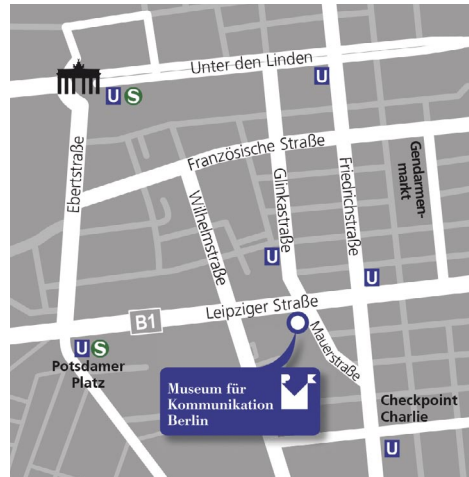 Unter den Linden
U
U S
Französische Straße
Ebertstraße
Wilhelmstraße
Glinkastraße
Friedrichstraße
Gendarmen-
markt
U
U
Leipziger Straße
B1
Mauerstraße
U S
Potsdamer
Platz
Museum für
Kommunikation
Berlin
Checkpoint
Charlie
U